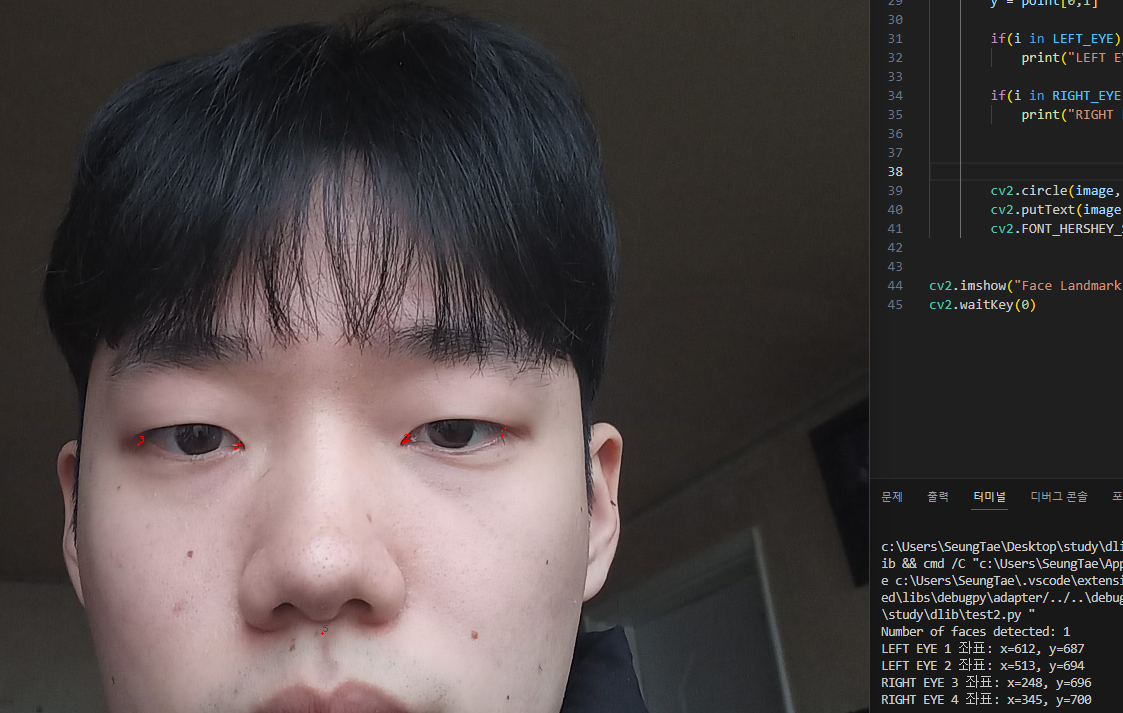 29 y = point[0,1]
30
31 if(i in LEFT_EYE)
32 print("LEFT EY
33
34 if(i in RIGHT_EYE
35 print("RIGHT
36
37
38
39 cv2.circle(image,
40 cv2.putText(image
41 cv2.FONT_HERSHEY_S
42
43
44 cv2.imshow("Face Landmark
45 cv2.waitKey(0)
문제 출력 터미널 디버그 콘솔 포
c:\Users\SeungTae\Desktop\study\dli
ib && cmd /C "c:\Users\SeungTae\App
e c:\Users\SeungTae\.vscode\extensi
ed\libs\debugpy\adapter/../..\debug
\study\dlib\test2.py "
Number of faces detected: 1
LEFT EYE 1 좌표: x=612, y=687
LEFT EYE 2 좌표: x=513, y=694
RIGHT EYE 3 좌표: x=248, y=696
RIGHT EYE 4 좌표: x=345, y=700